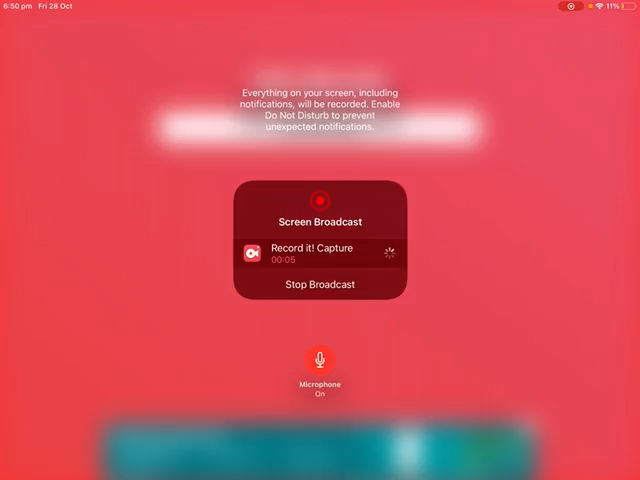 6:50 pm Fri 28 Oct
11%
Everything on your screen, including
notifications, will be recorded. Enable
Do Not Disturb to prevent
unexpected notifications.
Screen Broadcast
Record it! Capture
00:05
Stop Broadcast
Microphone
On